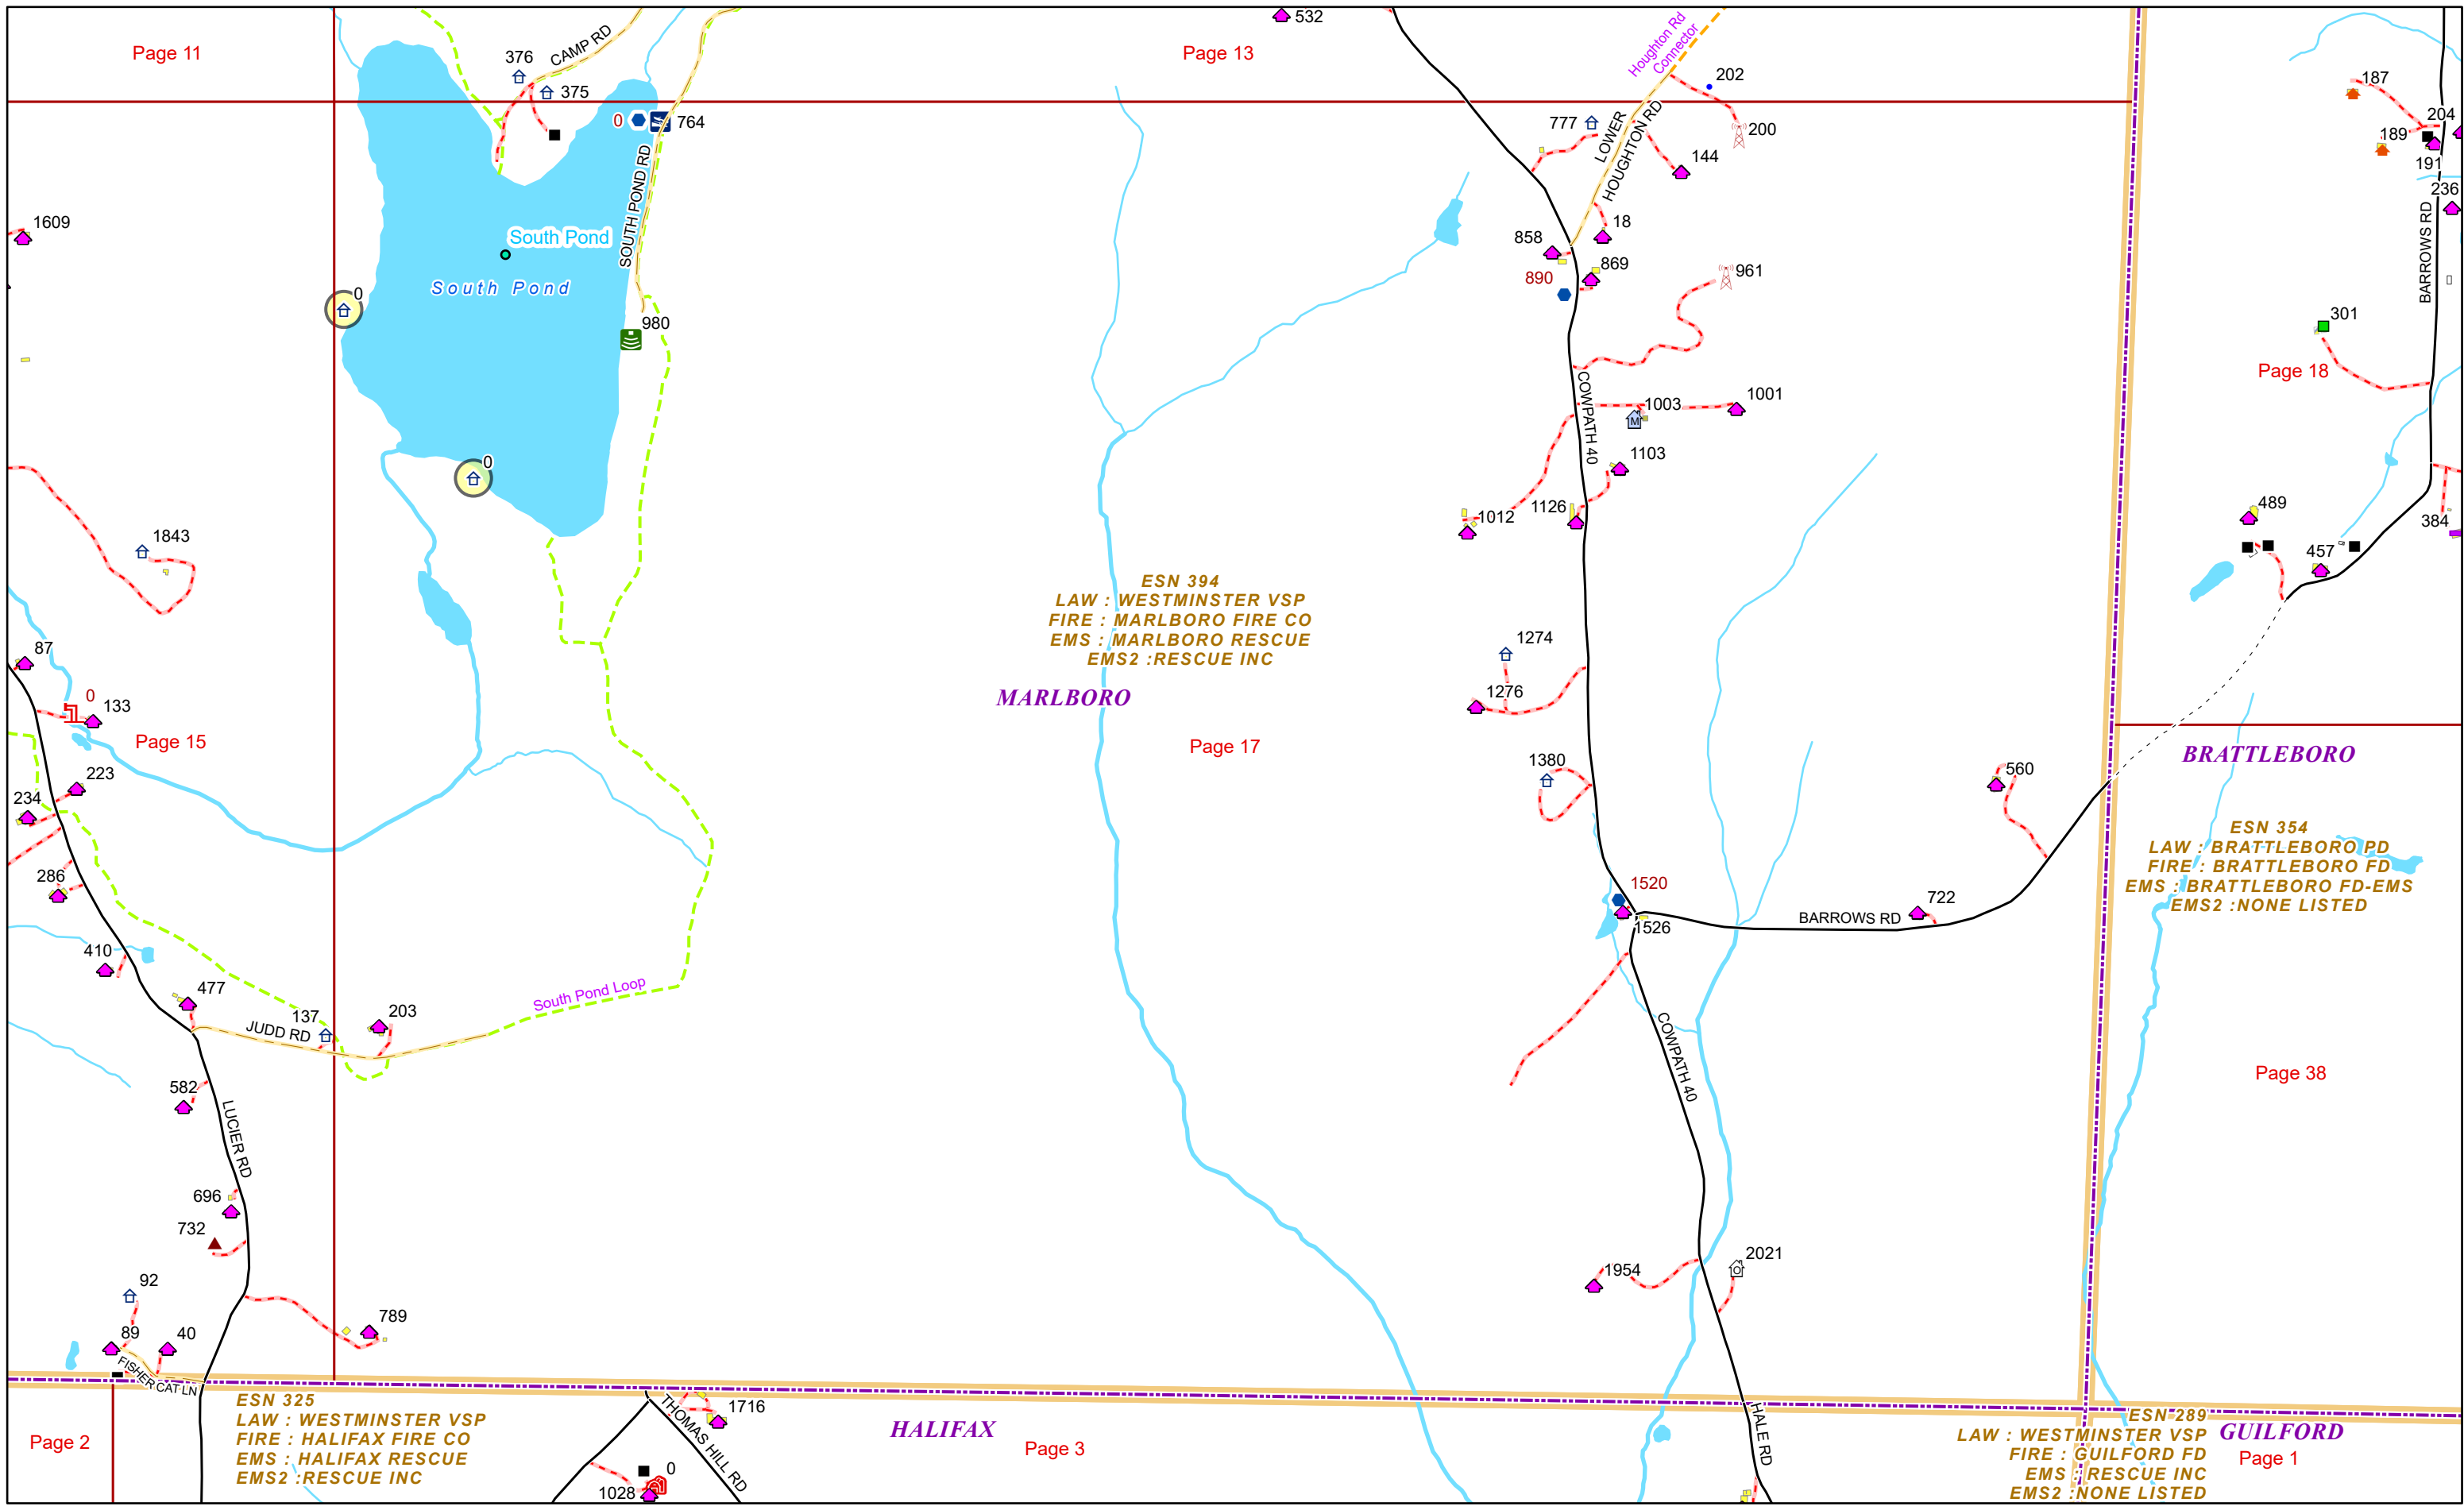 532
Page 11
376
CAMP RD
Page 13
Houghton Rd
Connector
375
202
187
0
764
777
LOWER
HOUGHTON RD
200
204
189
144
191
236
SOUTH POND RD
1609
South Pond
18
858
869
890
961
BARROWS RD
South Pond
0
980
301
Page 18
COWPATH 40
1003
1001
0
1103
1012
1126
489
384
1843
457
ESN 394
LAW : WESTMINSTER VSP
FIRE : MARLBORO FIRE CO
EMS : MARLBORO RESCUE
EMS2 :RESCUE INC
87
1274
0
133
MARLBORO
1276
Page 15
Page 17
BRATTLEBORO
223
1380
560
234
ESN 354
LAW : BRATTLEBORO PD
FIRE : BRATTLEBORO FD
EMS : BRATTLEBORO FD-EMS
EMS2 :NONE LISTED
286
1520
722
BARROWS RD
1526
410
477
South Pond Loop
137
203
JUDD RD
COWPATH 40
Page 38
582
LUCIER RD
696
732
92
1954
2021
789
89
40
FISHER CAT LN
ESN 325
LAW : WESTMINSTER VSP
FIRE : HALIFAX FIRE CO
EMS : HALIFAX RESCUE
EMS2 :RESCUE INC
1716
THOMAS HILL RD
HALIFAX
HALE RD
ESN 289
LAW : WESTMINSTER VSP
FIRE : GUILFORD FD
EMS : RESCUE INC
EMS2 :NONE LISTED
GUILFORD
Page 2
Page 3
Page 1
0
1028
M
O